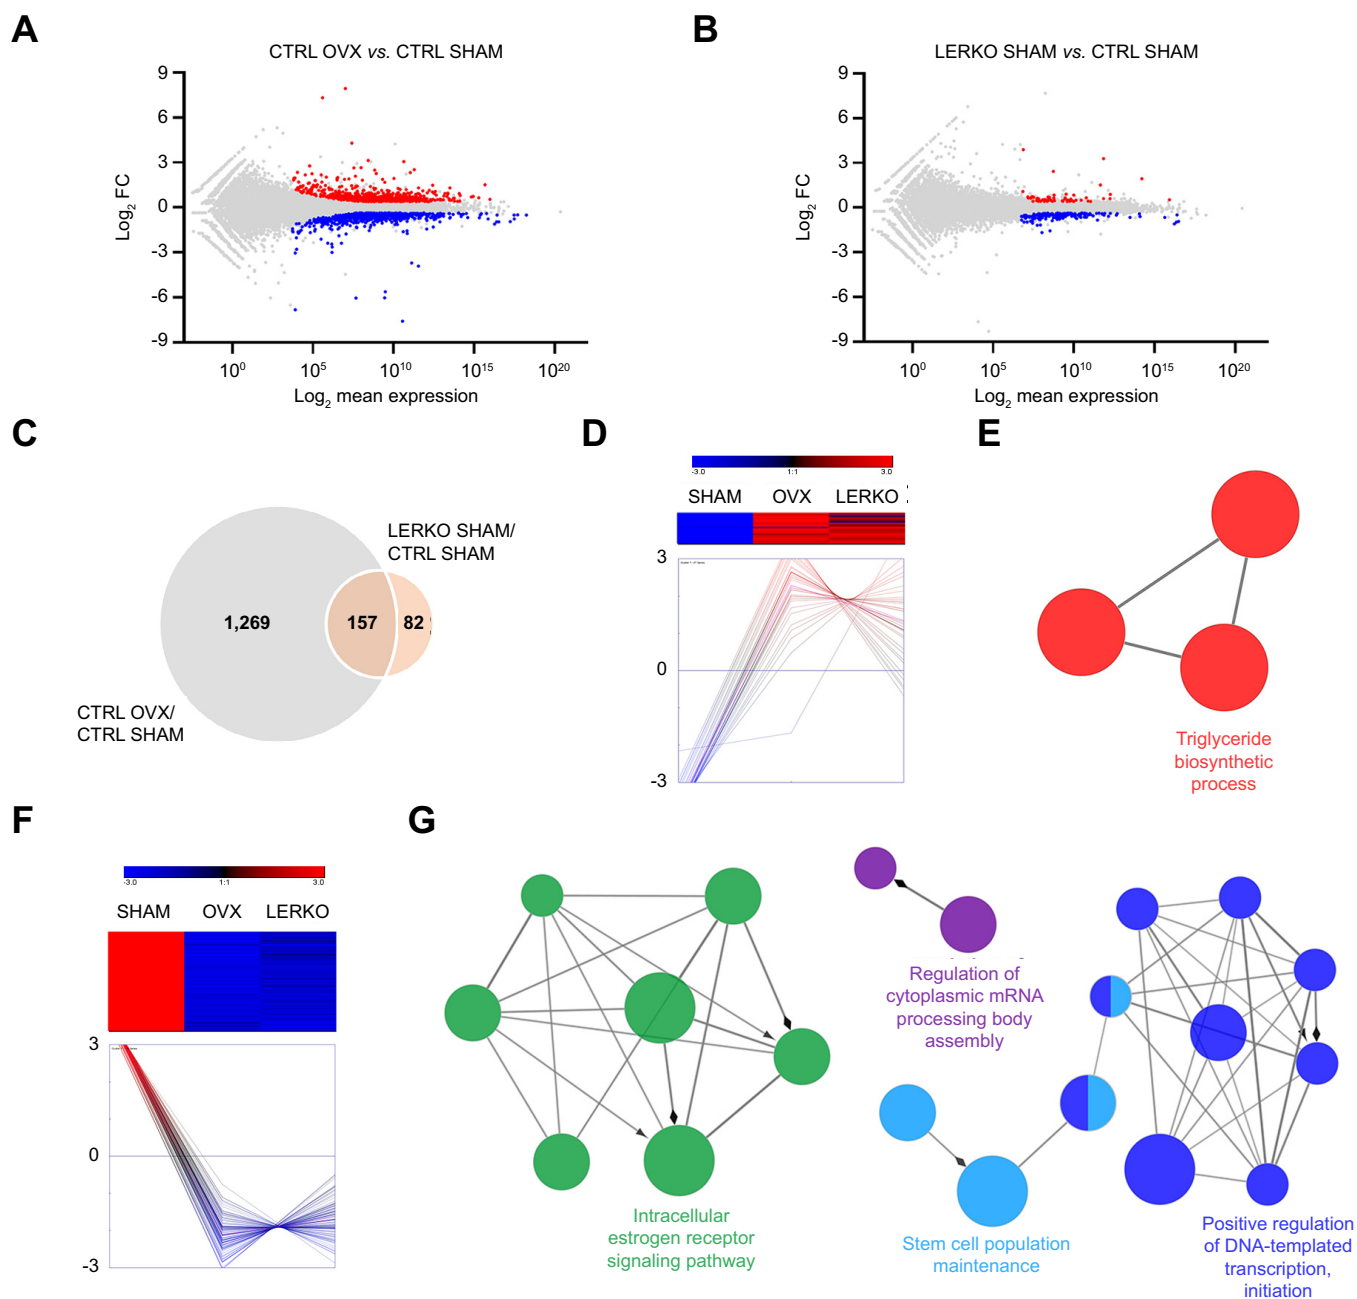 A
CTRL OVX vs. CTRL SHAM
9
6
3
0
-3
-6
-9
Log2 FC
10^0
10^5
10^10
10^15
10^20
Log2 mean expression
B
LERKO SHAM vs. CTRL SHAM
9
6
3
0
-3
-6
-9
Log2 FC
10^0
10^5
10^10
10^15
10^20
Log2 mean expression
C
LERKO SHAM/
CTRL SHAM
1,269
157
82
CTRL OVX/
CTRL SHAM
D
-3.0
1:1
3.0
SHAM
OVX
LERKO
3
0
-3
E
Triglyceride
biosynthetic
process
F
-3.0
1:1
3.0
SHAM
OVX
LERKO
3
0
-3
G
Intracellular
estrogen receptor
signaling pathway
Regulation of
cytoplasmic mRNA
processing body
assembly
Stem cell population
maintenance
Positive regulation
of DNA-templated
transcription,
initiation